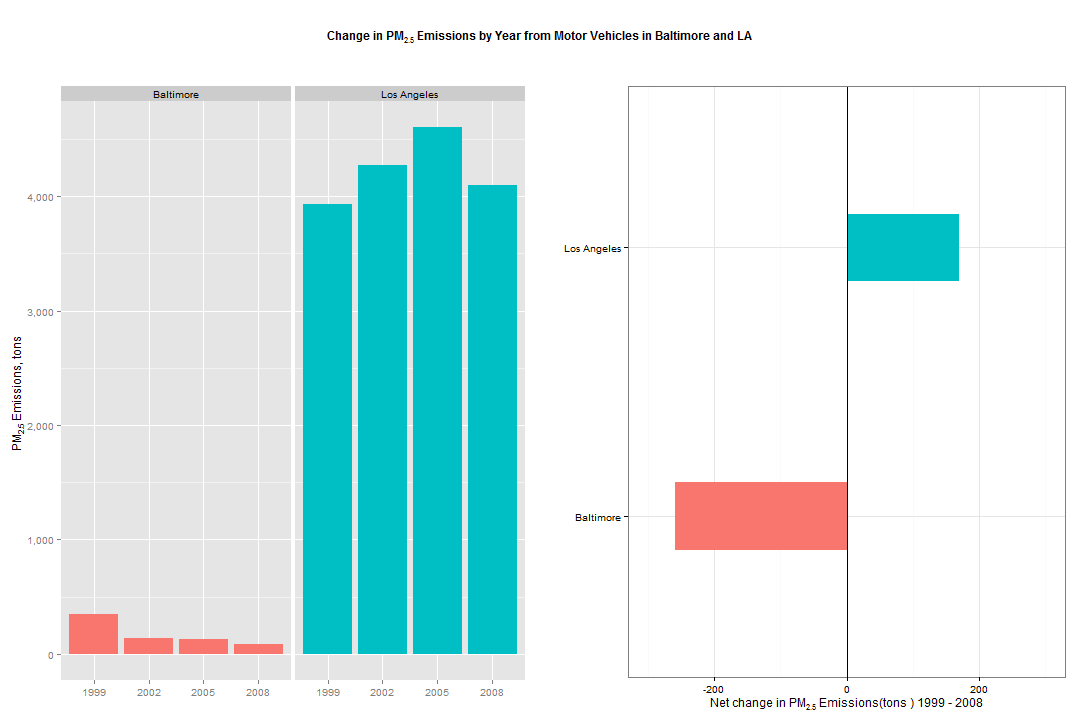 Change in PM2.5 Emissions by Year from Motor Vehicles in Baltimore and LA
Baltimore
Los Angeles
PM2.5 Emissions, tons
4,000
3,000
2,000
1,000
0
1999 2002 2005 2008
1999 2002 2005 2008
Los Angeles
Baltimore
-200 0 200
Net change in PM2.5 Emissions(tons ) 1999 - 2008